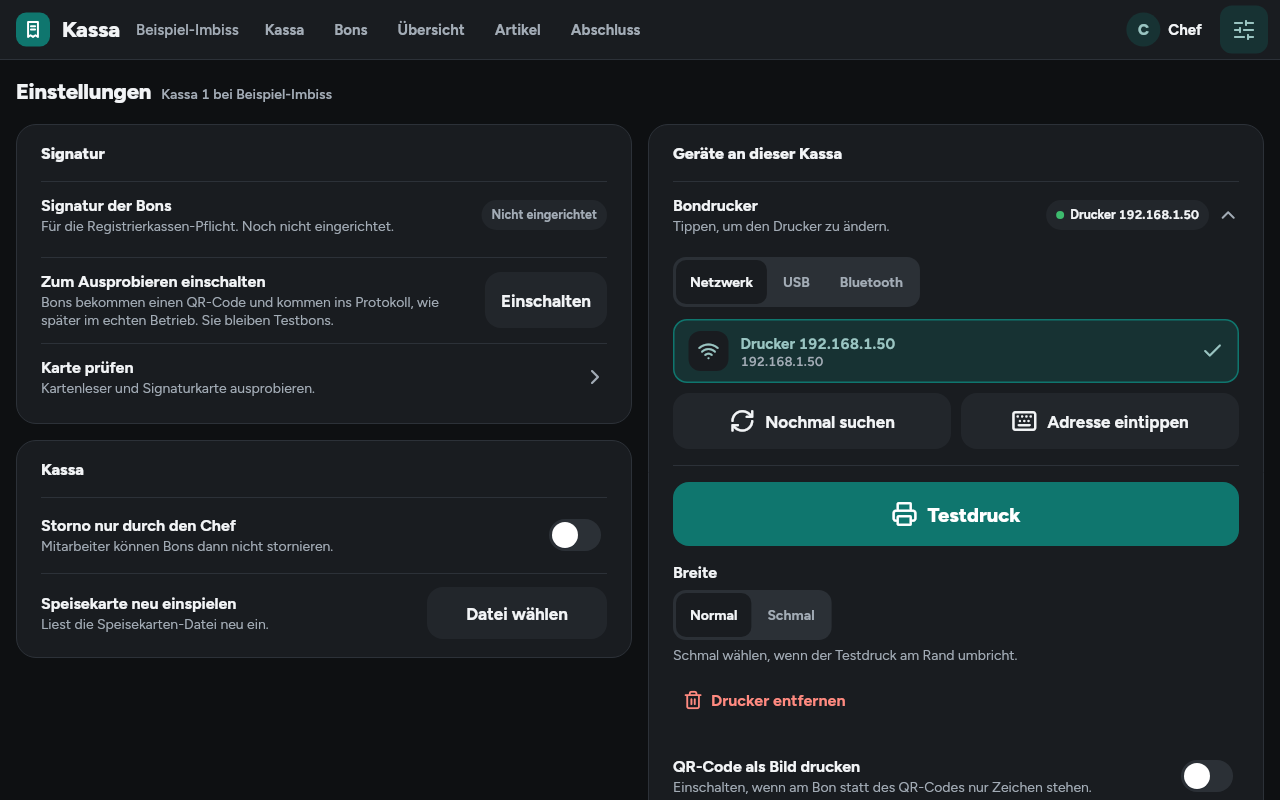 Kassa
Beispiel-Imbiss
Kassa
Bons
Übersicht
Artikel
Abschluss
C
Chef
Einstellungen
Kassa 1 bei Beispiel-Imbiss
Signatur
Signatur der Bons
Für die Registrierkassen-Pflicht. Noch nicht eingerichtet.
Nicht eingerichtet
Zum Ausprobieren einschalten
Bons bekommen einen QR-Code und kommen ins Protokoll, wie
später im echten Betrieb. Sie bleiben Testbons.
Einschalten
Karte prüfen
Kartenleser und Signaturkarte ausprobieren.
Kassa
Storno nur durch den Chef
Mitarbeiter können Bons dann nicht stornieren.
Speisekarte neu einspielen
Liest die Speisekarten-Datei neu ein.
Datei wählen
Geräte an dieser Kassa
Bondrucker
Tippen, um den Drucker zu ändern.
Drucker 192.168.1.50
Netzwerk
USB
Bluetooth
Drucker 192.168.1.50
192.168.1.50
Nochmal suchen
Adresse eintippen
Testdruck
Breite
Normal
Schmal
Schmal wählen, wenn der Testdruck am Rand umbricht.
Drucker entfernen
QR-Code als Bild drucken
Einschalten, wenn am Bon statt des QR-Codes nur Zeichen stehen.